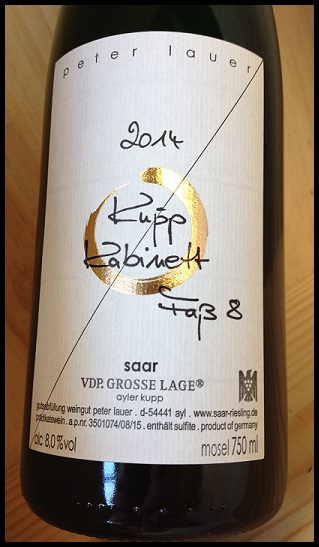 peter lauer
2014
Kupp
Kabinett
Faß 8
saar
VDP. GROSSE LAGE®
ayler kupp
gutsabfüllung weingut peter lauer . d-54441 ayl . www.saar-riesling.de
prädikatswein . a.p.nr. 3501074/08/15 . enthält sulfite . product of germany
alc 8.0 %vol mosel 750 ml